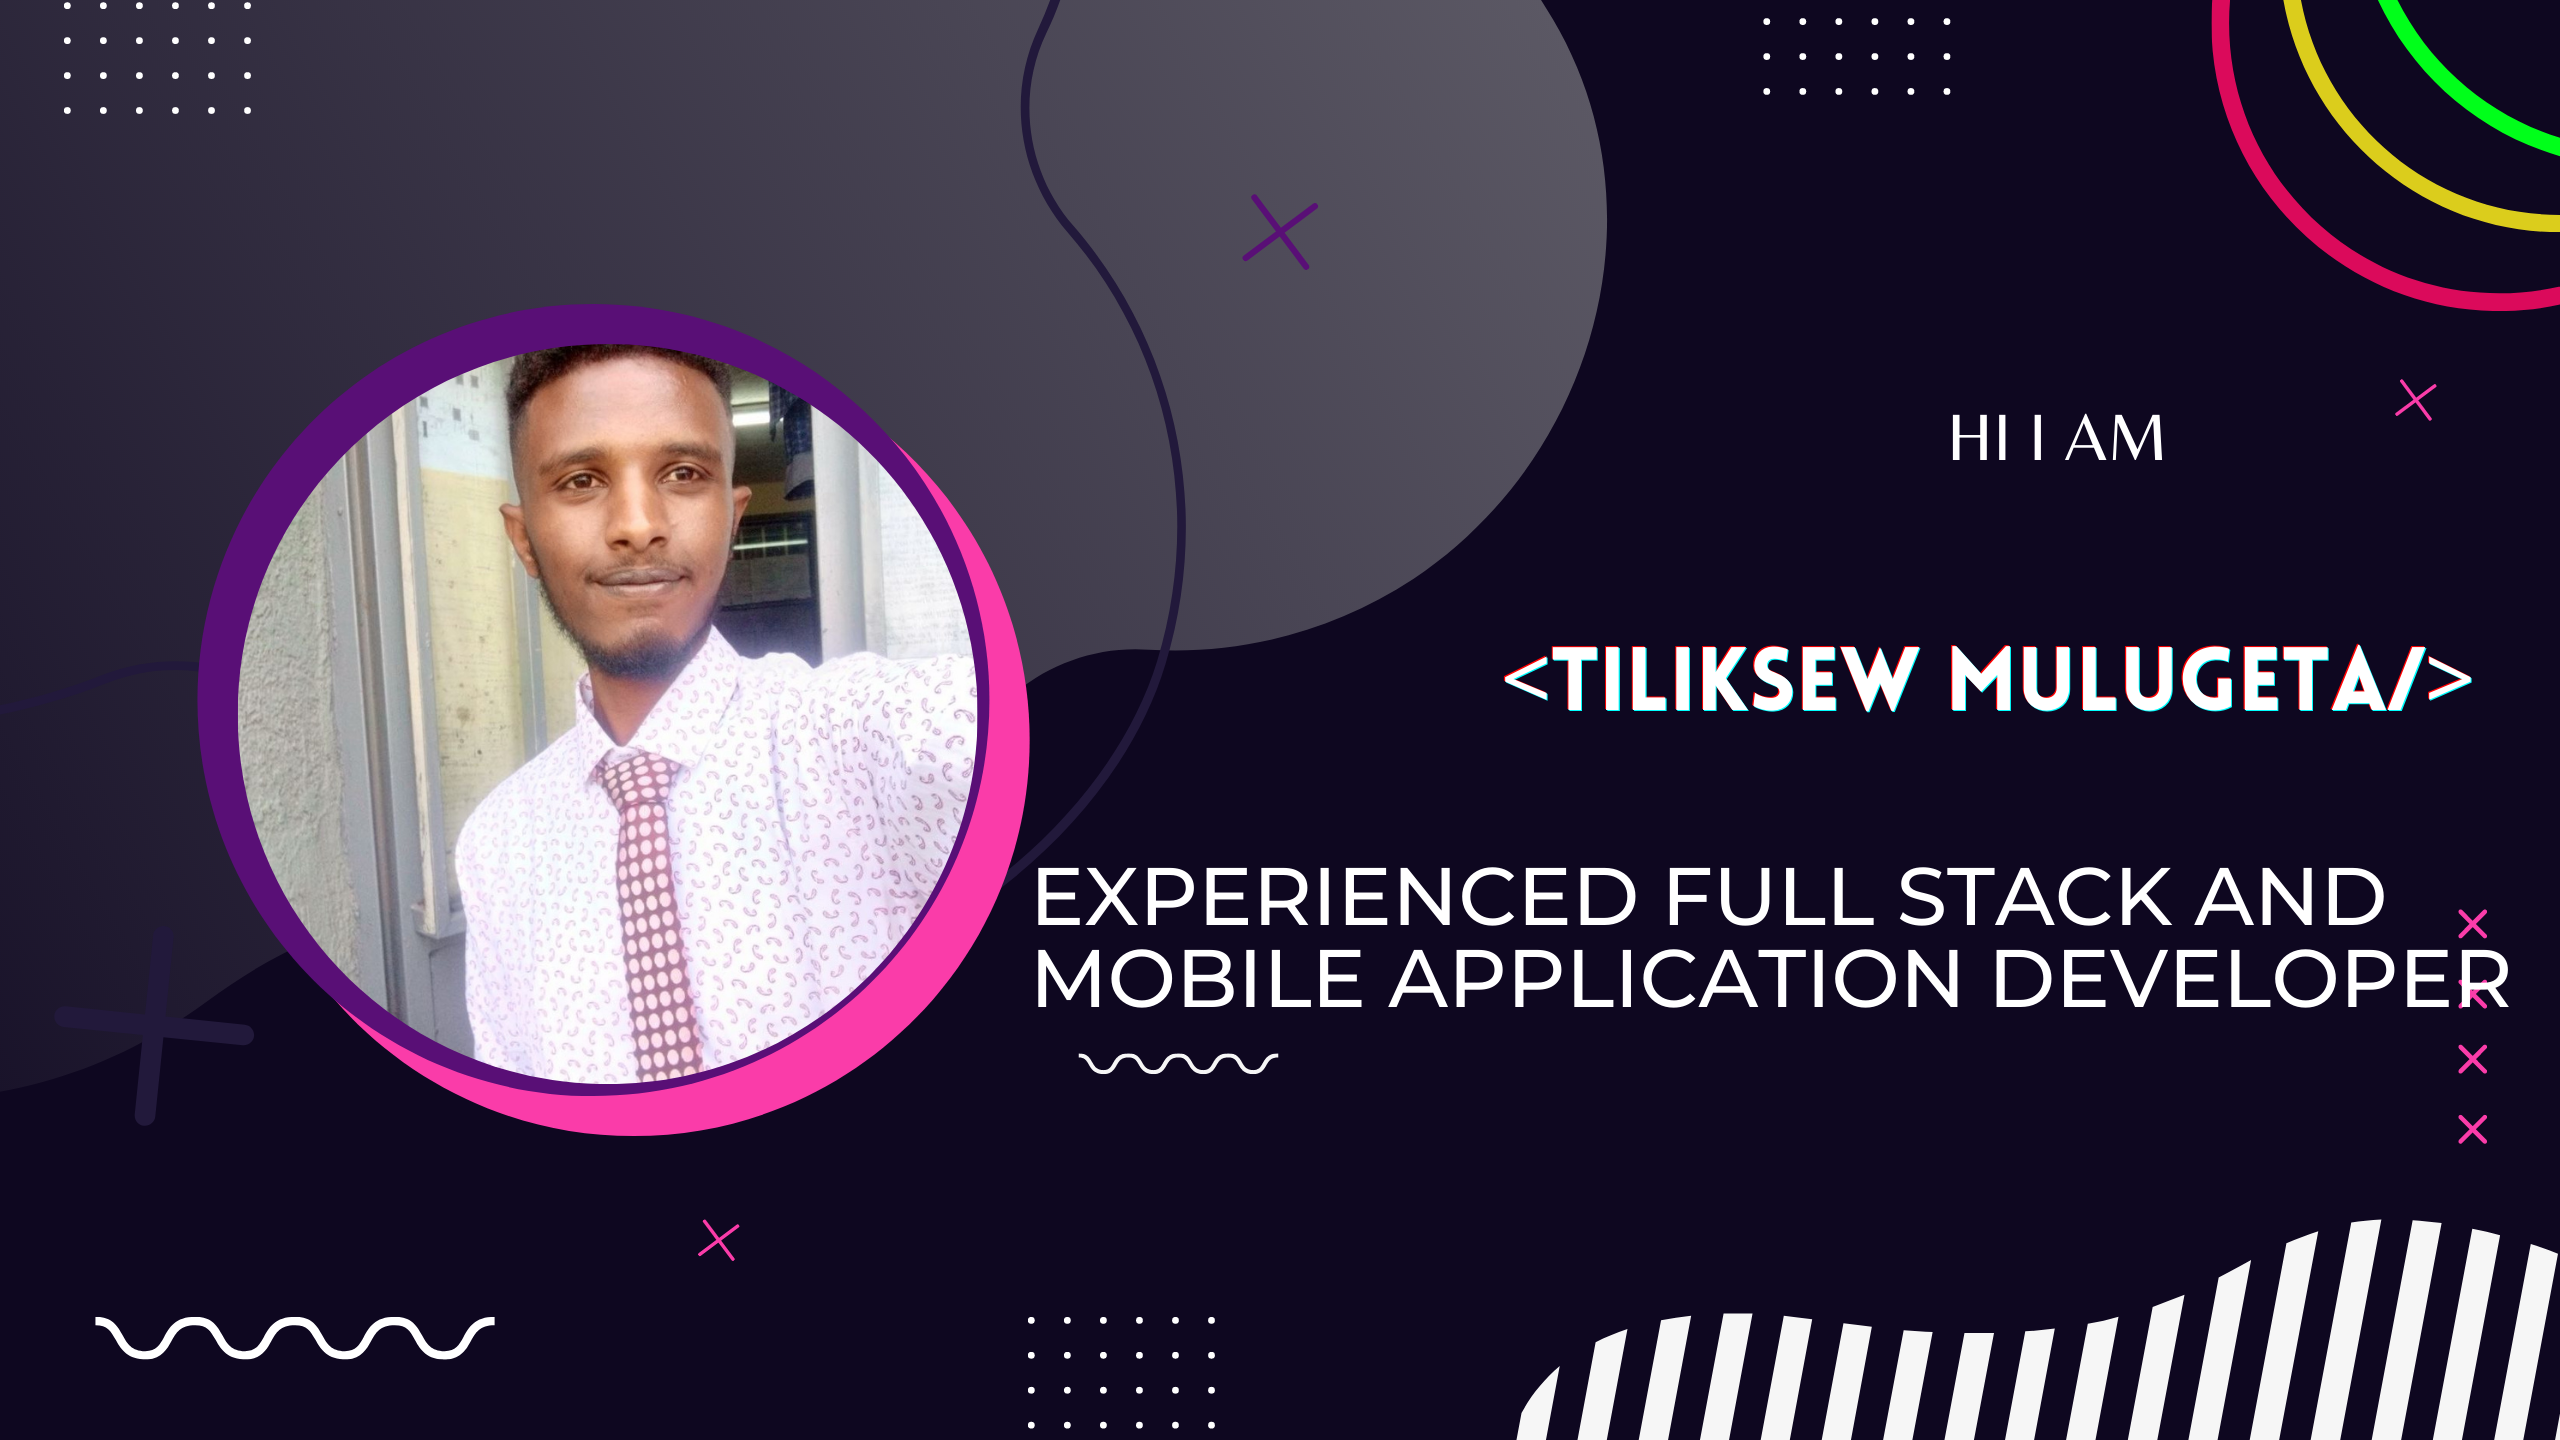 HI I AM
<TILIKSEW MULUGETA/>
EXPERIENCED FULL STACK AND
MOBILE APPLICATION DEVELOPER